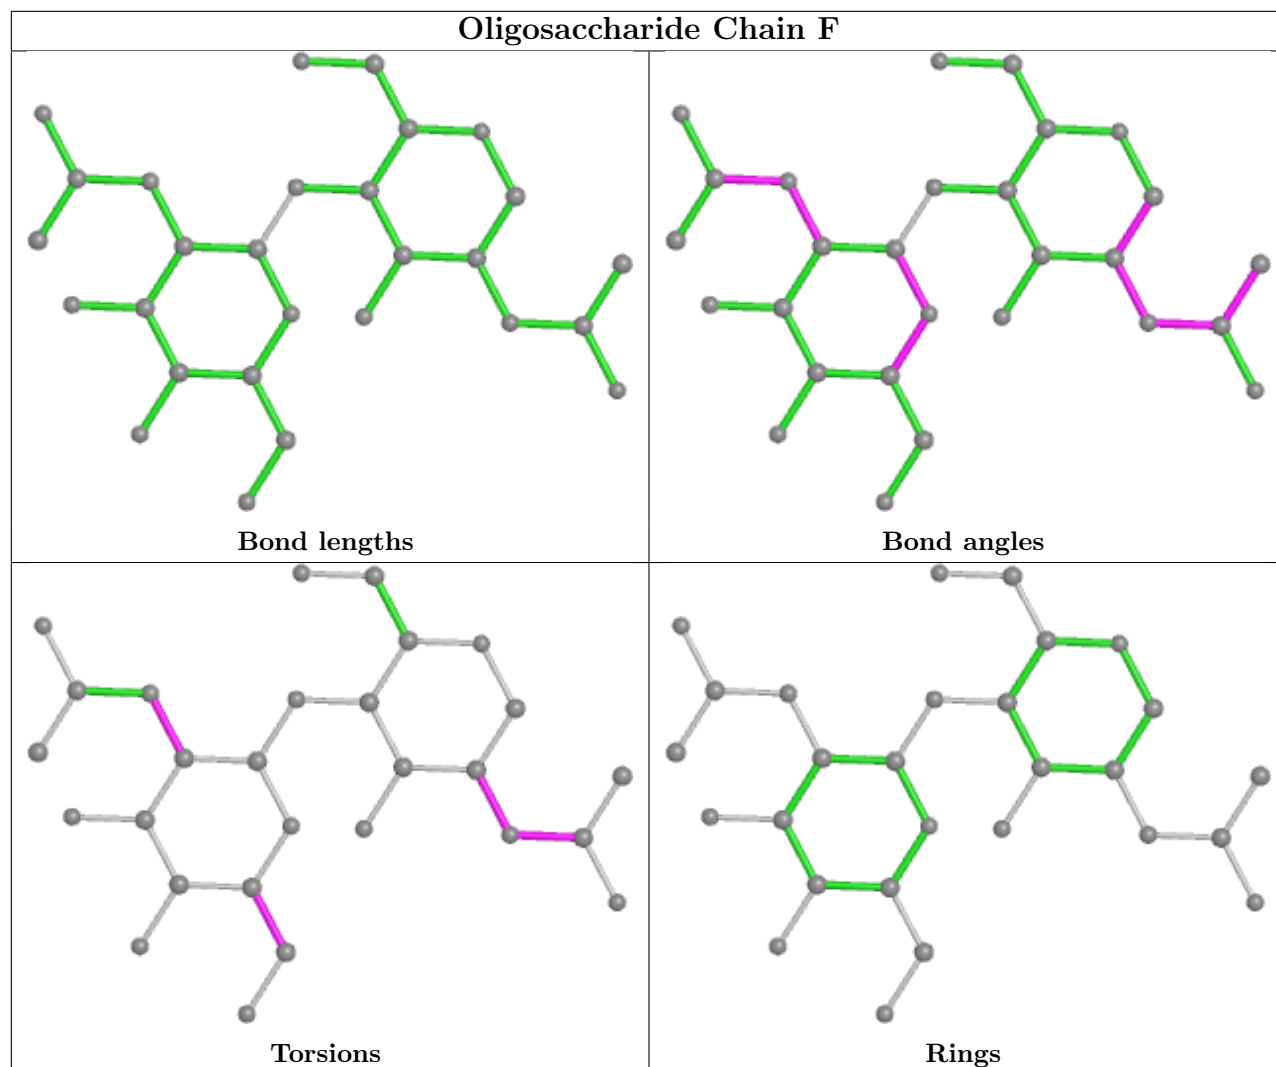 Oligosaccharide Chain F
Bond lengths
Bond angles
Torsions
Rings